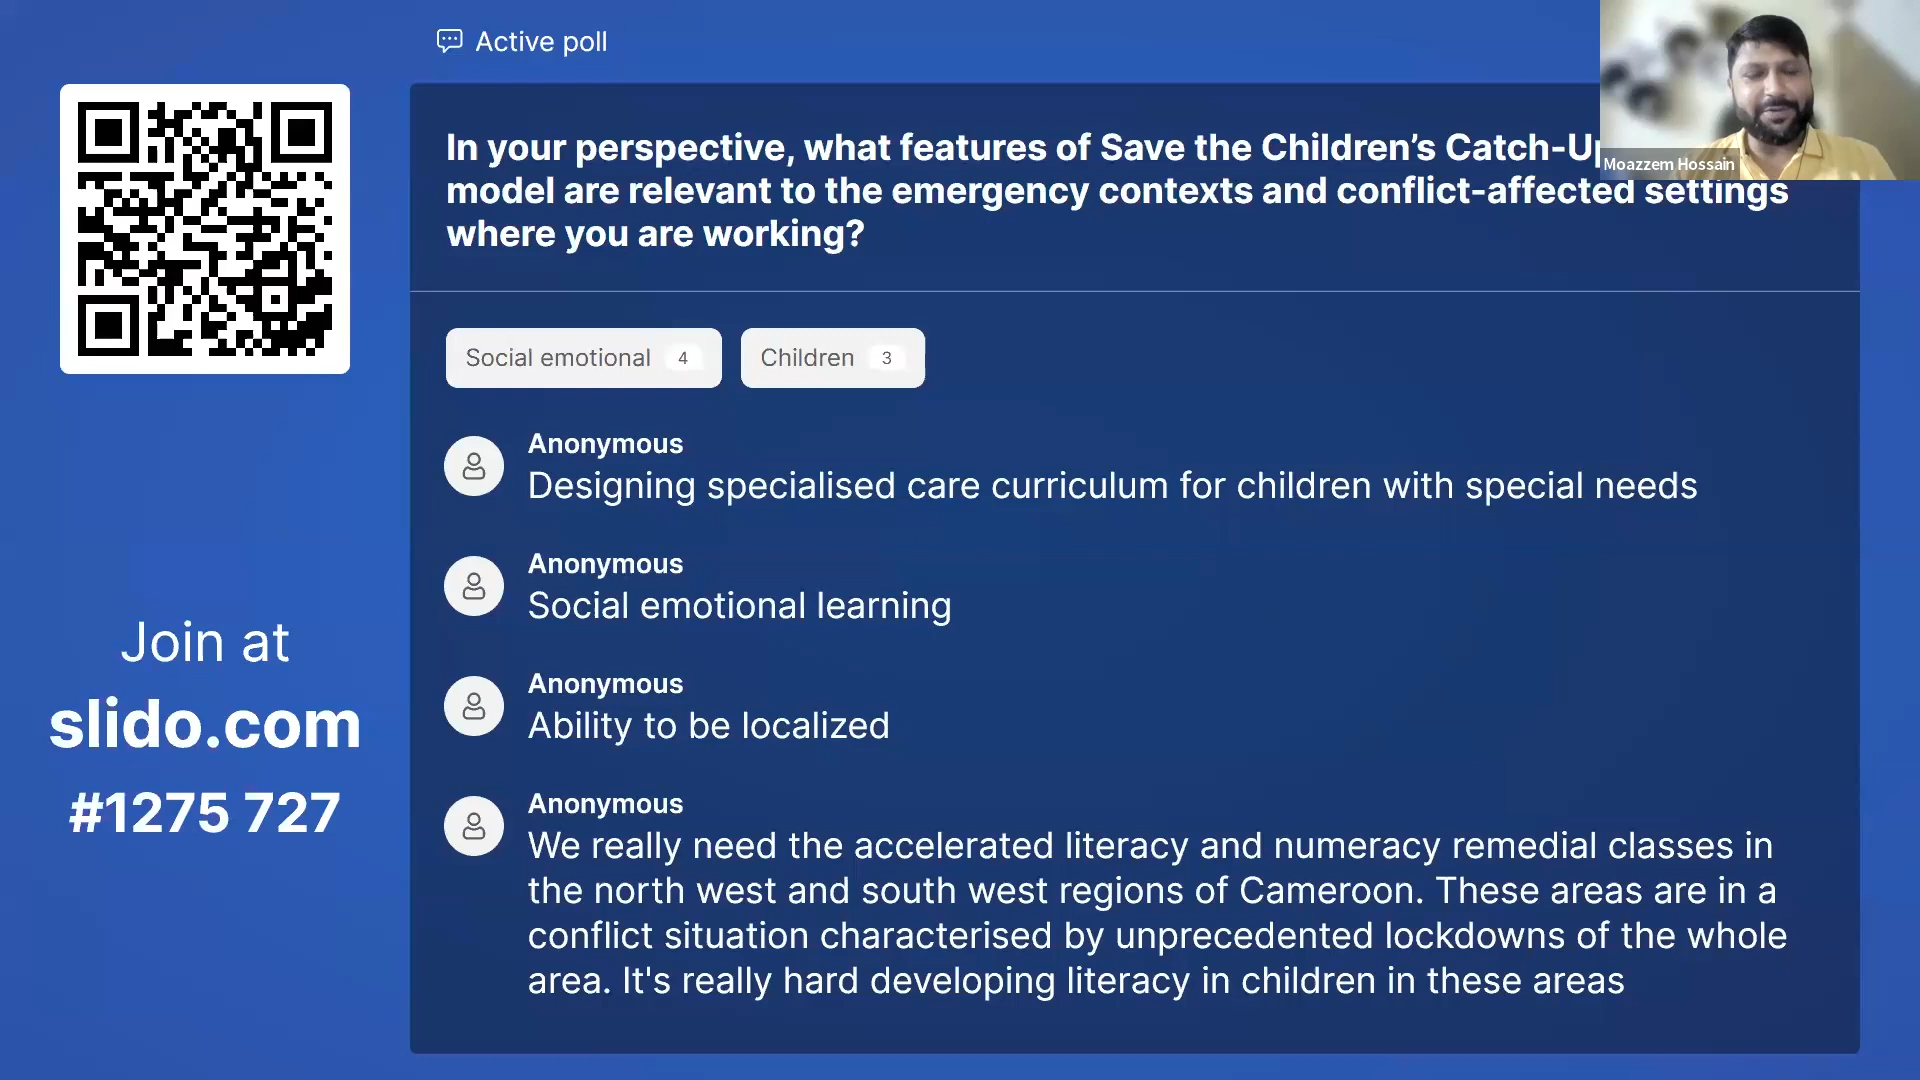 Active poll
In your perspective, what features of Save the Children’s Catch-Up
model are relevant to the emergency contexts and conflict-affected settings
where you are working?
Moazzem Hossain
Social emotional 4
Children 3
Anonymous
Designing specialised care curriculum for children with special needs
Anonymous
Social emotional learning
Anonymous
Ability to be localized
Anonymous
We really need the accelerated literacy and numeracy remedial classes in
the north west and south west regions of Cameroon. These areas are in a
conflict situation characterised by unprecedented lockdowns of the whole
area. It's really hard developing literacy in children in these areas
Join at
slido.com
#1275 727